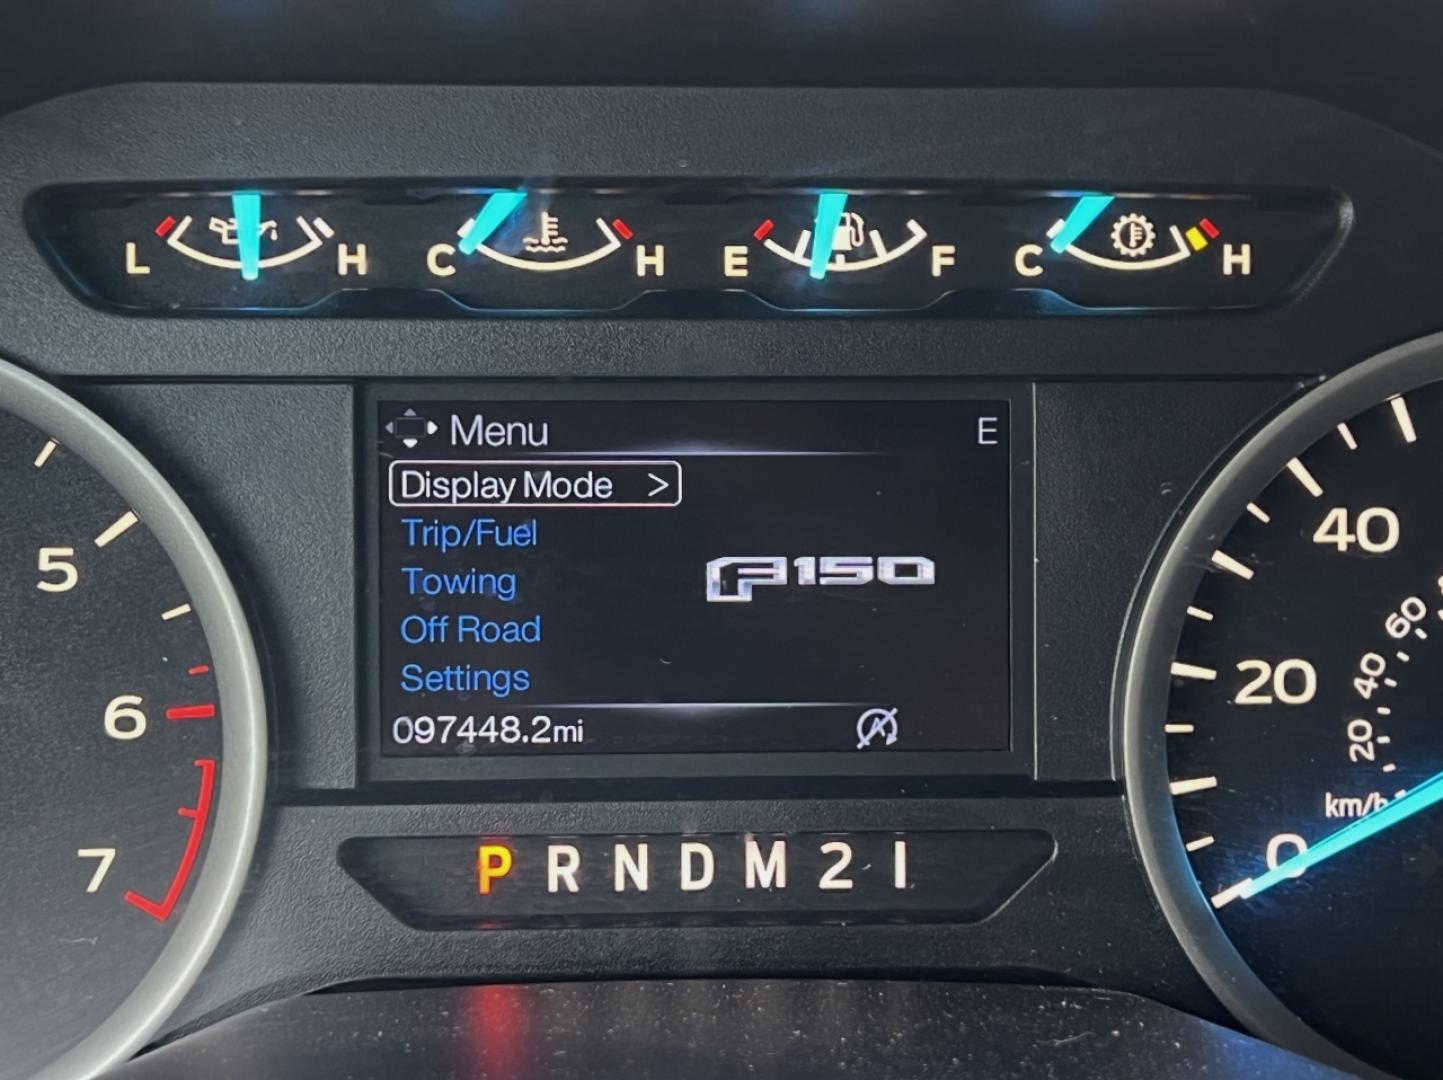 L H C H E F C H
Menu E
Display Mode >
Trip/Fuel
Towing
Off Road
Settings
F150
097448.2mi
P R N D M 2 1
5
6
7
40
20
0
60
40
20
km/h